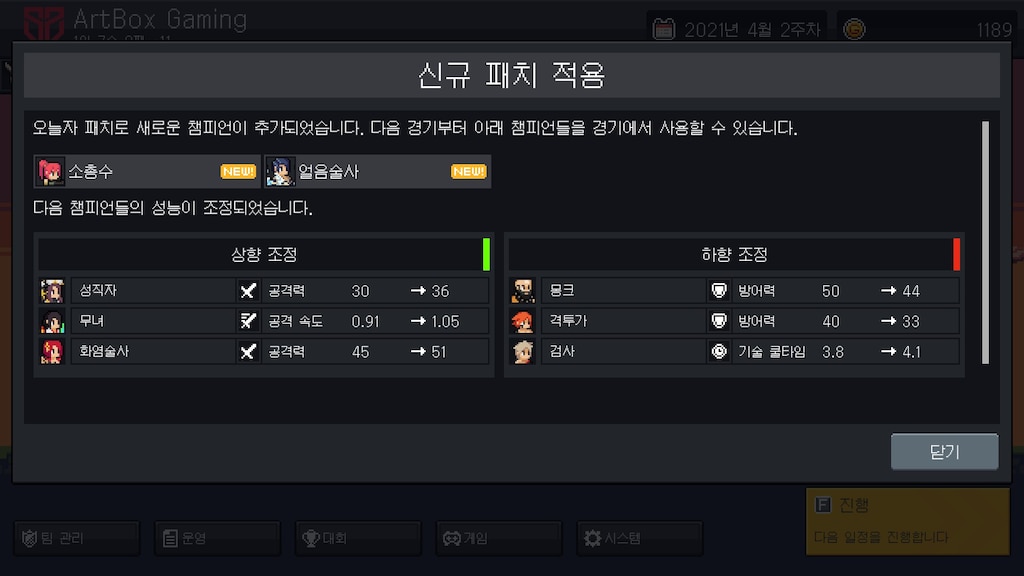 ArtBox Gaming
2021년 4월 2주차
1189
신규 패치 적용
오늘자 패치로 새로운 챔피언이 추가되었습니다. 다음 경기부터 아래 챔피언들을 경기에서 사용할 수 있습니다.
소총수 NEW! 얼음술사 NEW!
다음 챔피언들의 성능이 조정되었습니다.
상향 조정
성직자 공격력 30 → 36
무녀 공격 속도 0.91 → 1.05
화염술사 공격력 45 → 51
하향 조정
몽크 방어력 50 → 44
격투가 방어력 40 → 33
검사 기술 쿨타임 3.8 → 4.1
닫기
F 진행
다음 일정을 진행합니다
팀 관리 운영 대회 게임 시스템